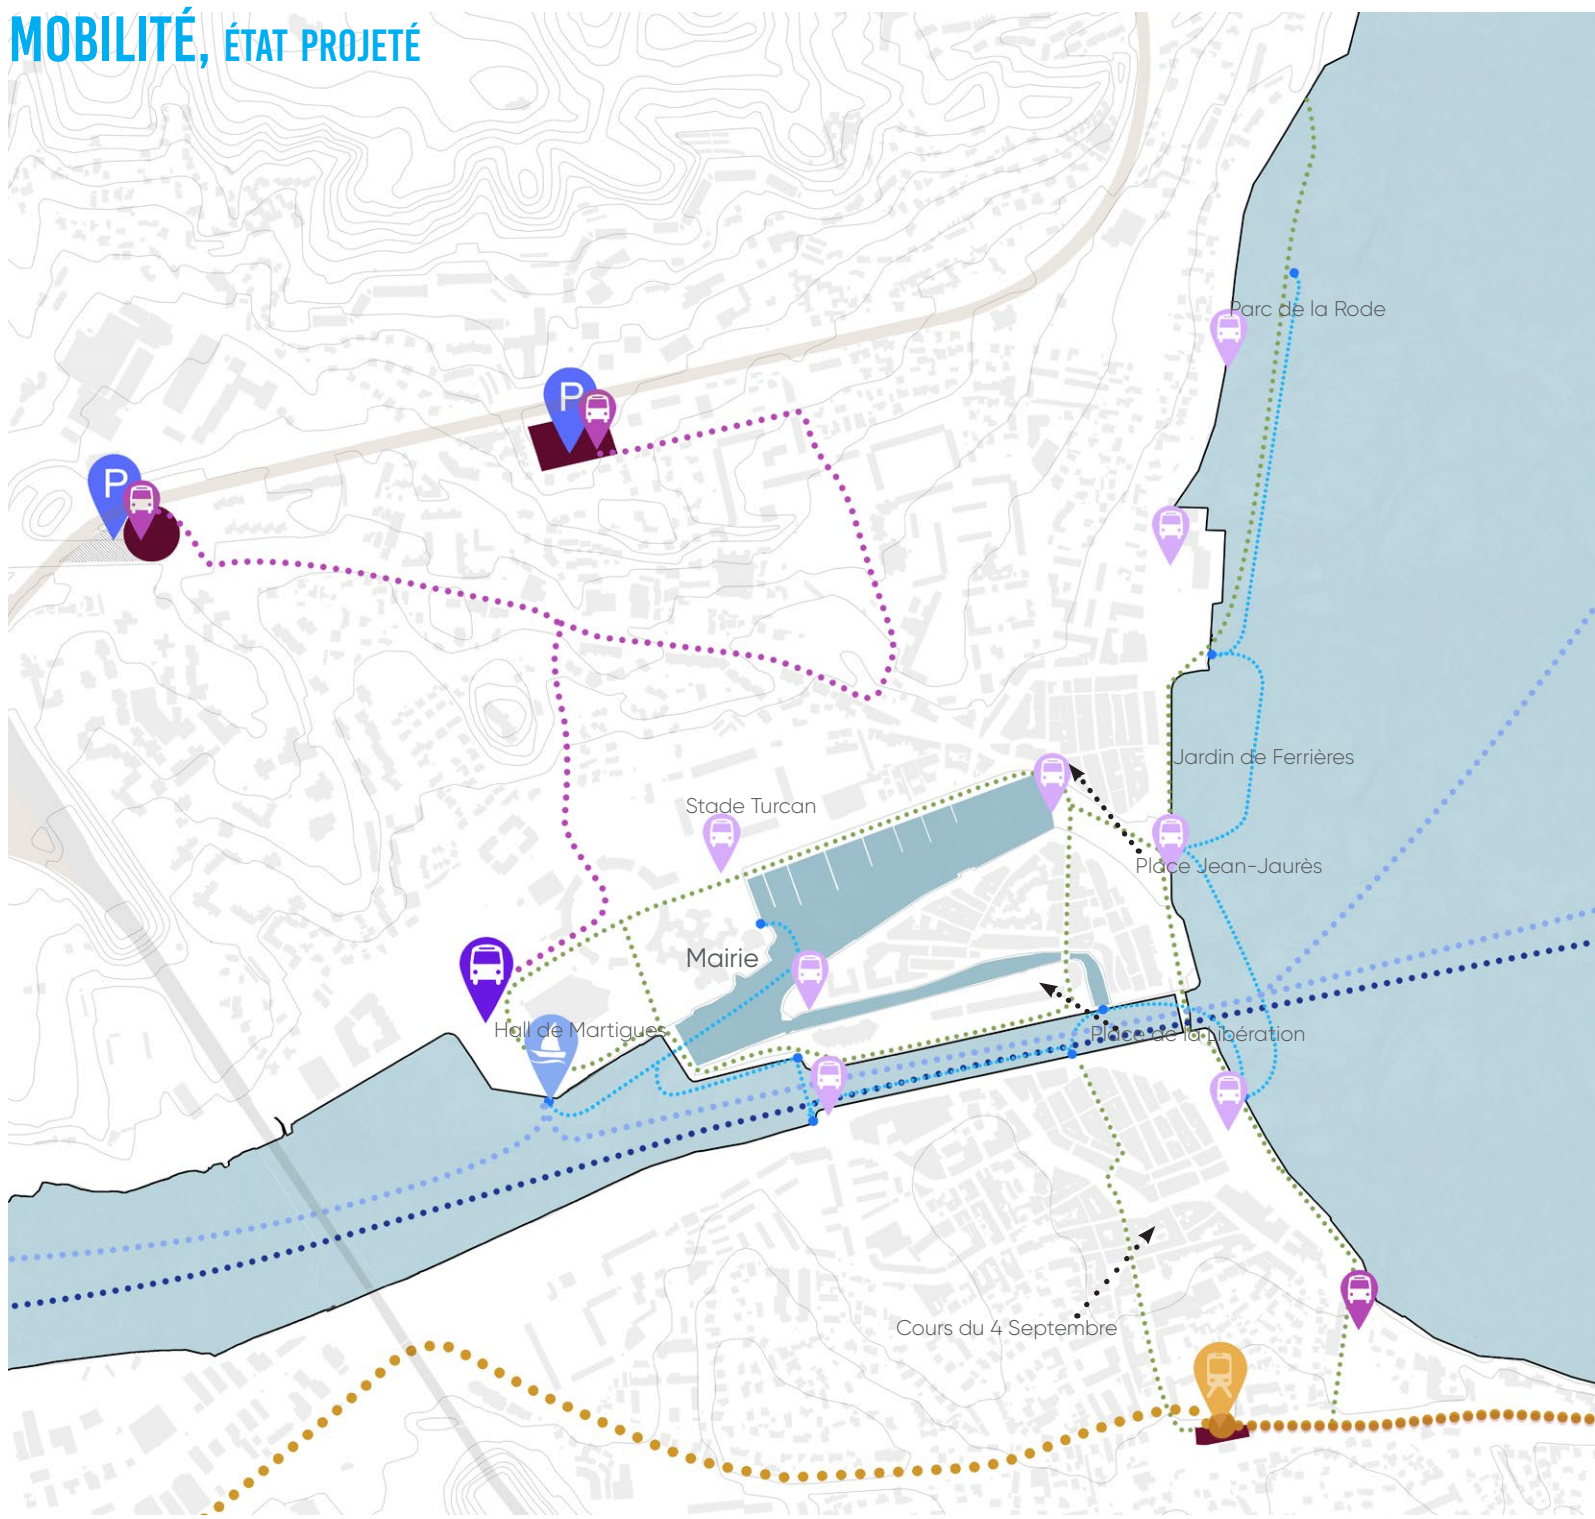 MOBILITÉ, ÉTAT PROJETÉ
Parc de la Rode
P
P
Jardin de Ferrières
Stade Turcan
Place Jean-Jaurès
Mairie
Hall de Martigues
Place de la Libération
Cours du 4 Septembre